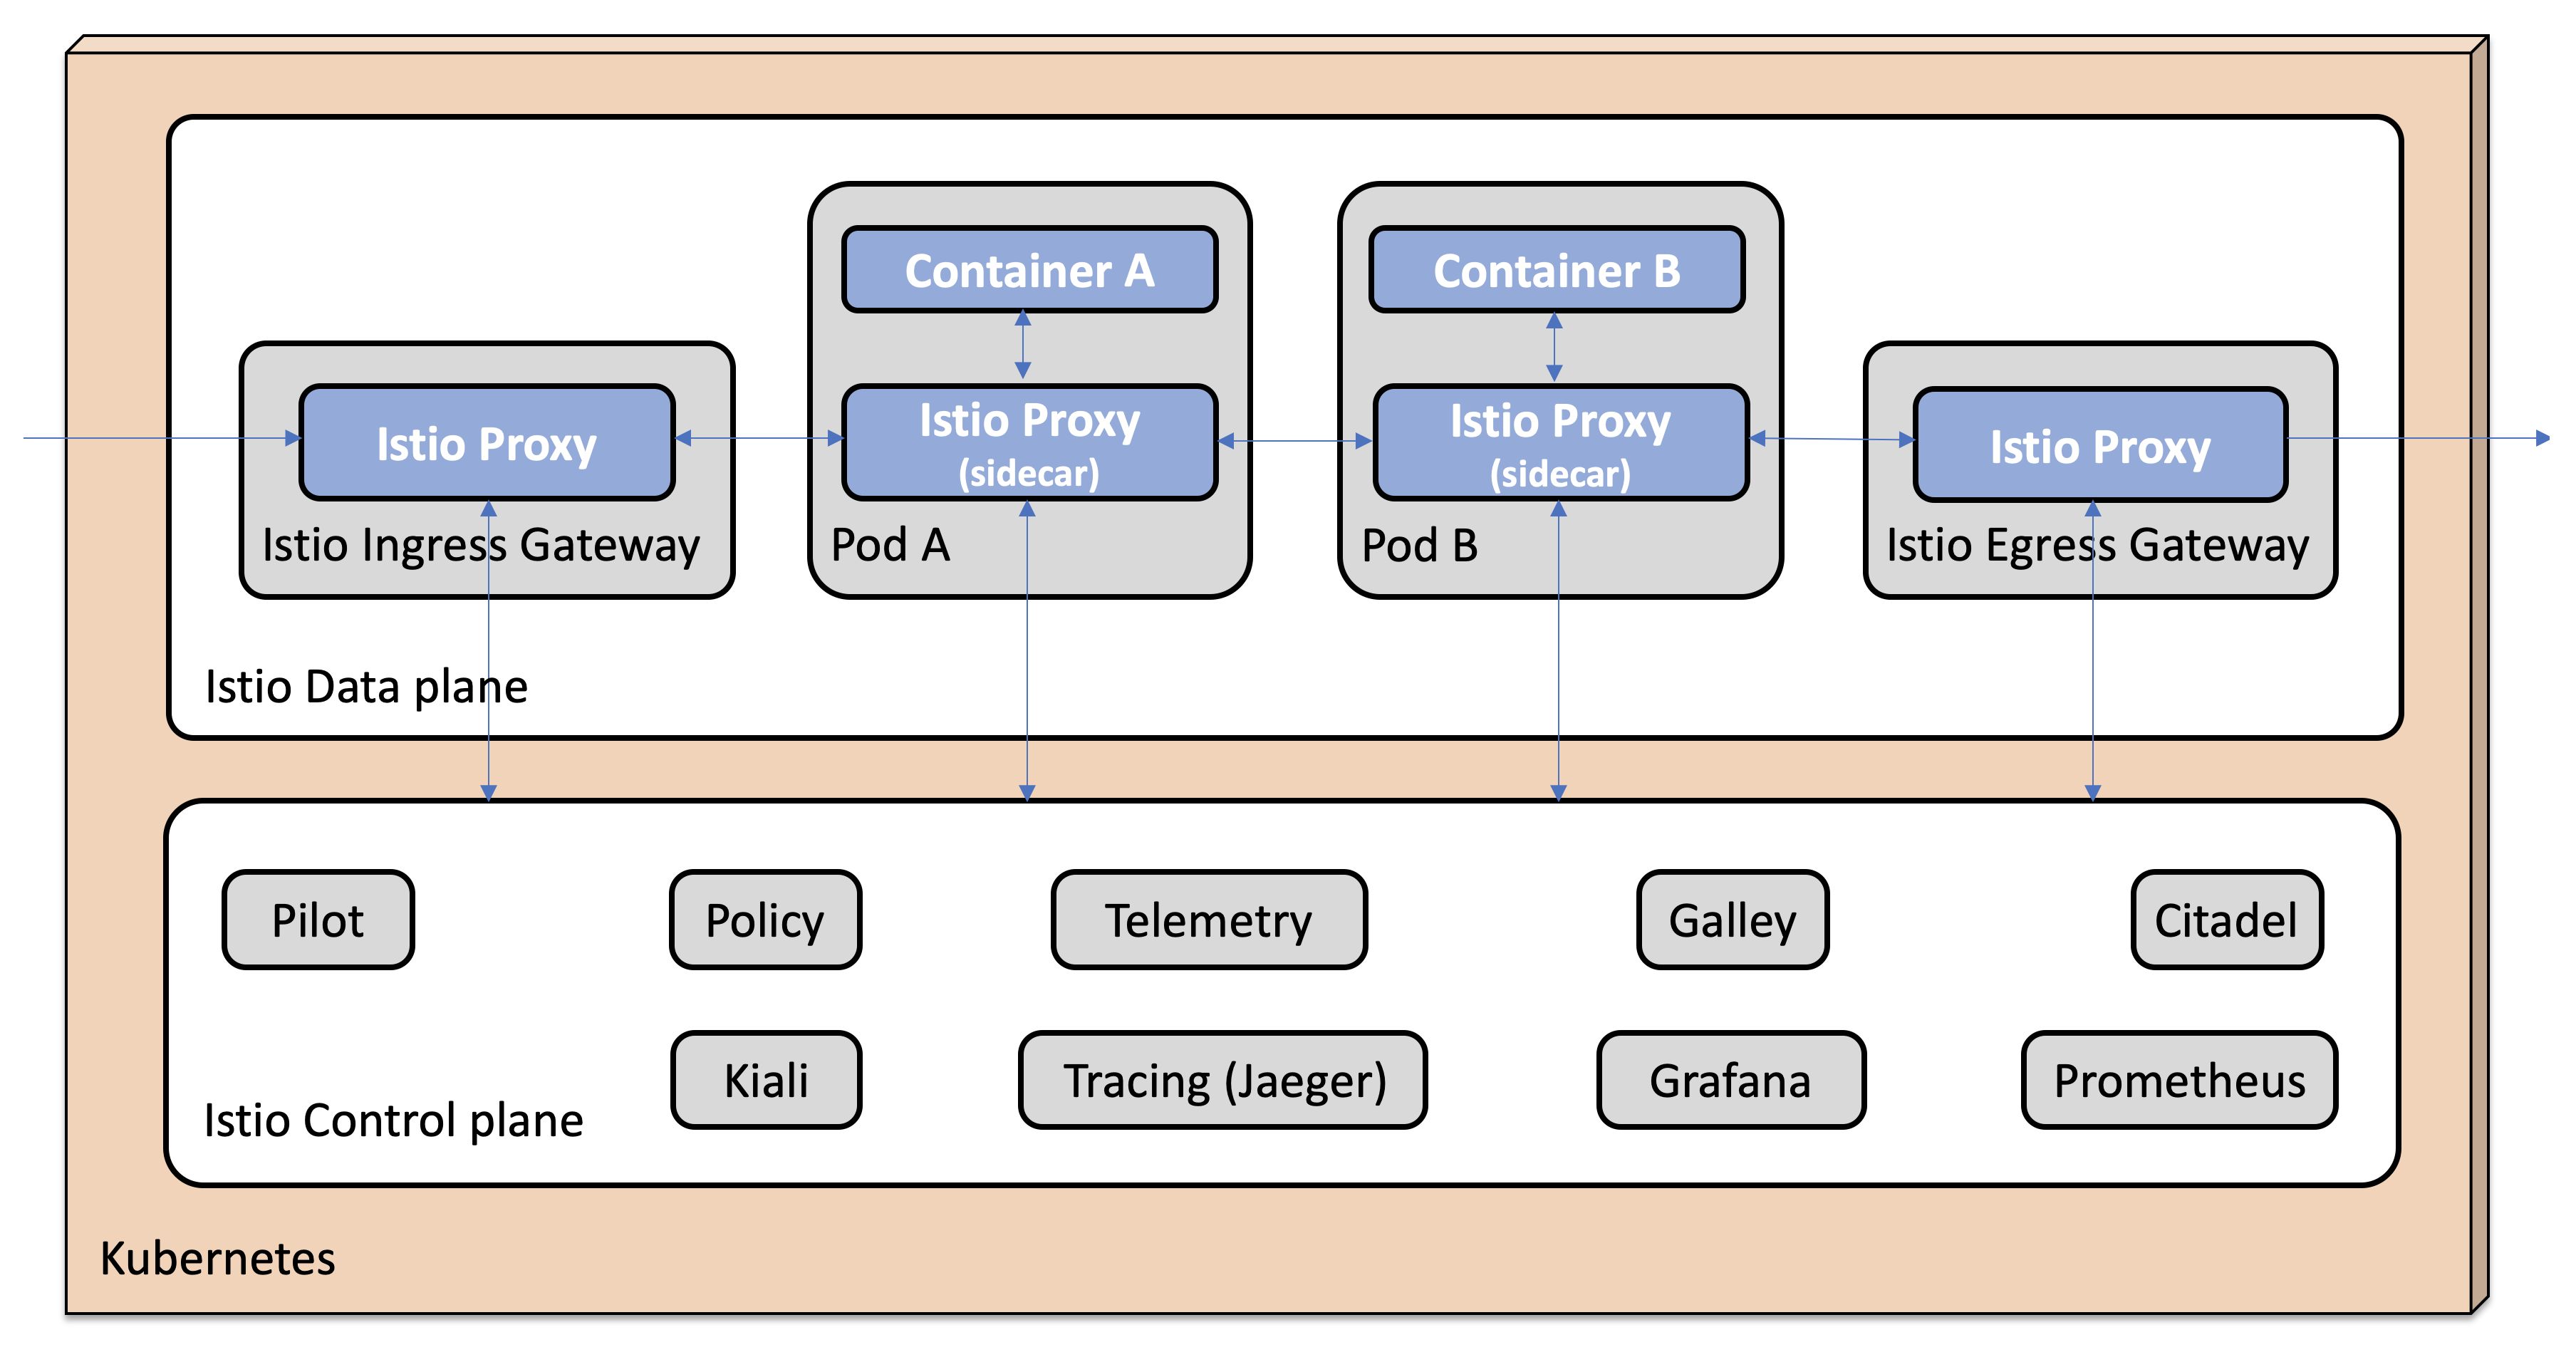 Container A
Container B
Istio Proxy
Istio Proxy
(sidecar)
Istio Proxy
(sidecar)
Istio Proxy
Istio Ingress Gateway
Pod A
Pod B
Istio Egress Gateway
Istio Data plane
Pilot
Policy
Telemetry
Galley
Citadel
Kiali
Tracing (Jaeger)
Grafana
Prometheus
Istio Control plane
Kubernetes